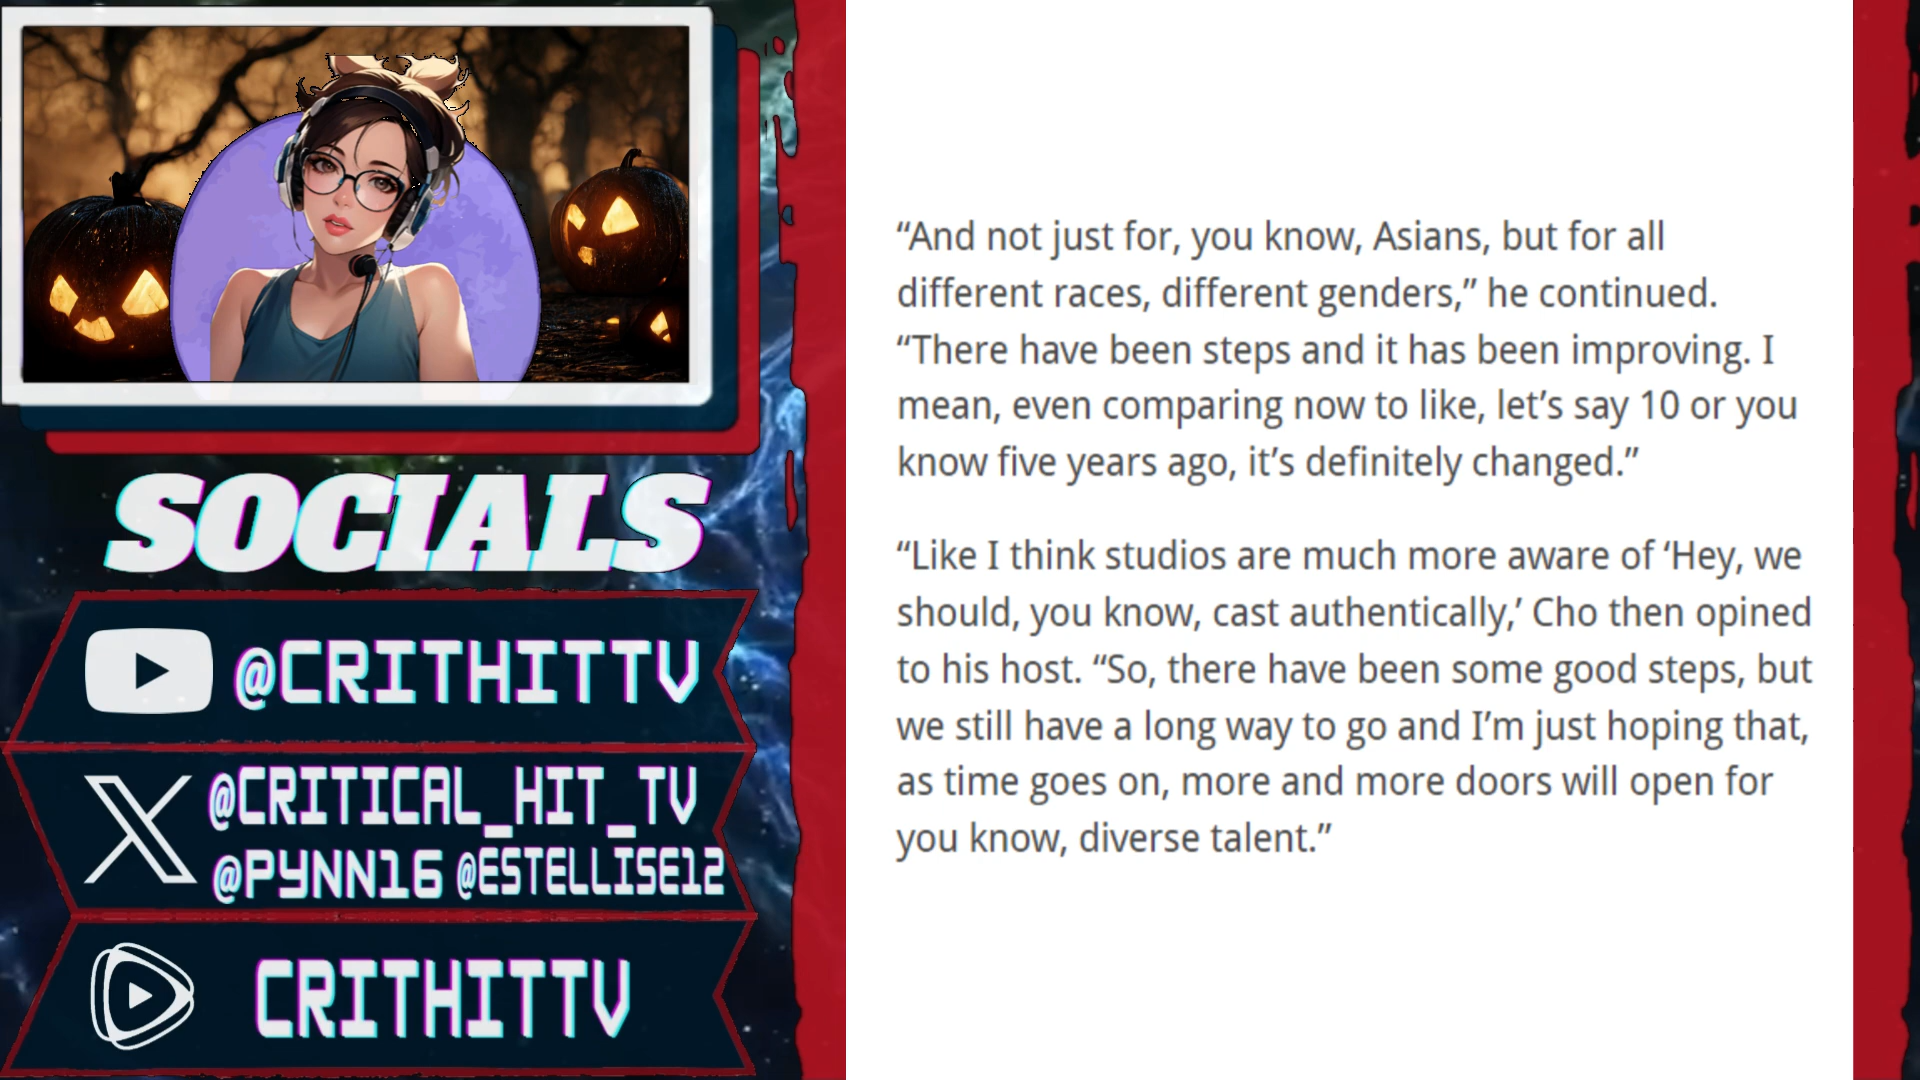 SOCIALS
@CRITHITTV
@CRITICAL_HIT_TV
@PYNN16 @ESTELLISE12
CRITHITTV
“And not just for, you know, Asians, but for all
different races, different genders,” he continued.
“There have been steps and it has been improving. I
mean, even comparing now to like, let’s say 10 or you
know five years ago, it’s definitely changed.”
“Like I think studios are much more aware of ‘Hey, we
should, you know, cast authentically,’ Cho then opined
to his host. “So, there have been some good steps, but
we still have a long way to go and I’m just hoping that,
as time goes on, more and more doors will open for
you know, diverse talent.”